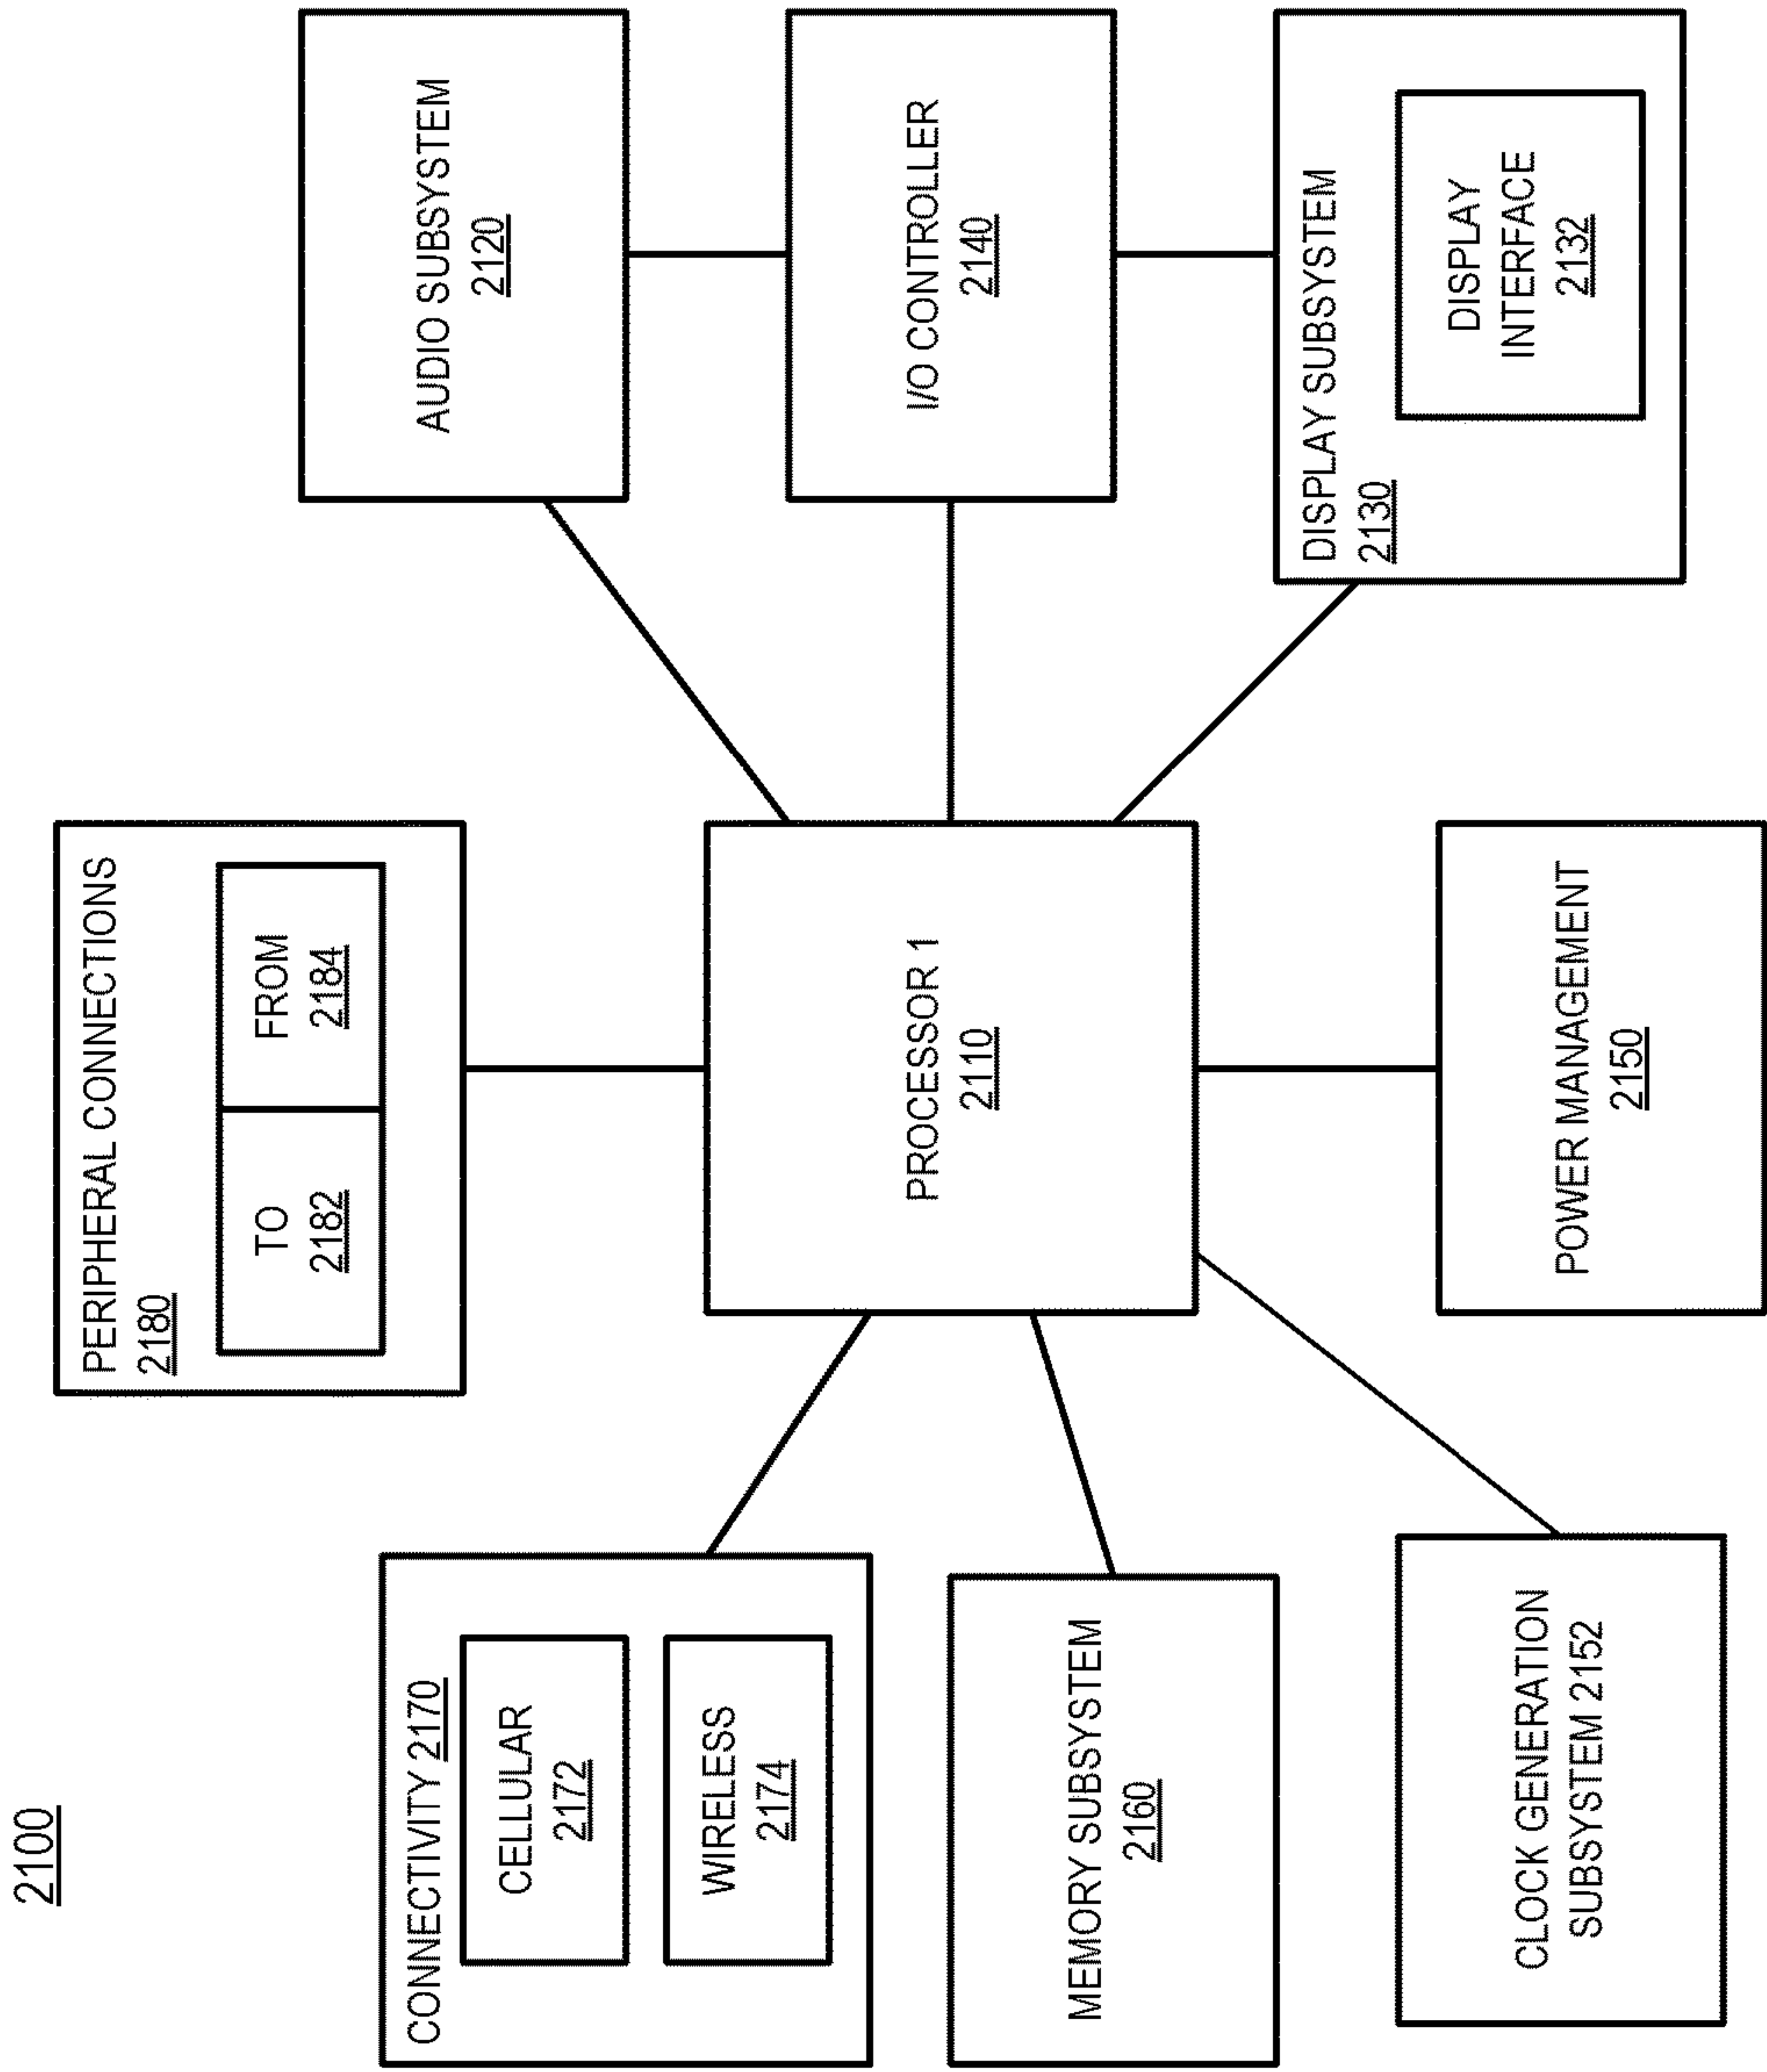 2100
PERIPHERAL CONNECTIONS
2180
TO
2182
FROM
2184
CONNECTIVITY 2170
CELLULAR
2172
WIRELESS
2174
AUDIO SUBSYSTEM
2120
PROCESSOR 1
2110
I/O CONTROLLER
2140
MEMORY SUBSYSTEM
2160
DISPLAY SUBSYSTEM
2130
DISPLAY
INTERFACE
2132
CLOCK GENERATION
SUBSYSTEM 2152
POWER MANAGEMENT
2150